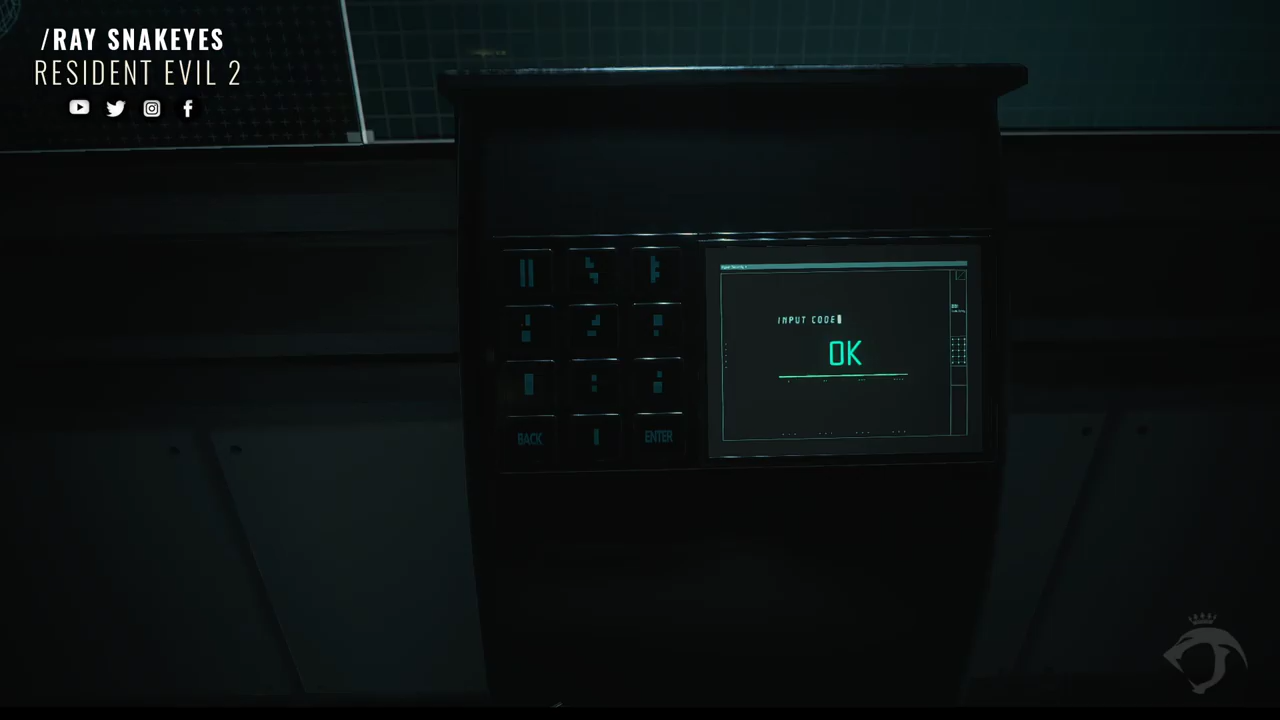 /RAY SNAKEYES
RESIDENT EVIL 2
INPUT CODE
OK
BACK
ENTER